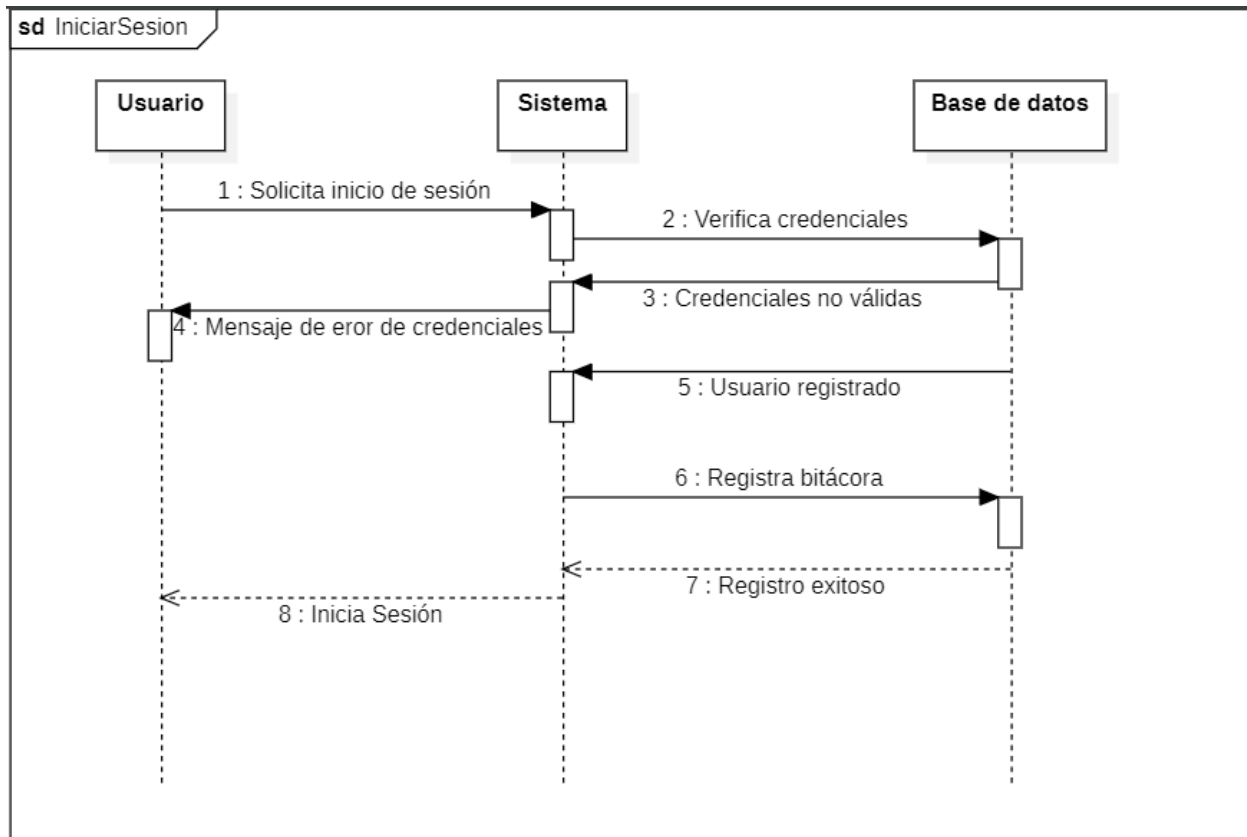 sd IniciarSesion
Usuario
Sistema
Base de datos
1 : Solicita inicio de sesión
2 : Verifica credenciales
3 : Credenciales no válidas
4 : Mensaje de eror de credenciales
5 : Usuario registrado
6 : Registra bitácora
7 : Registro exitoso
8 : Inicia Sesión